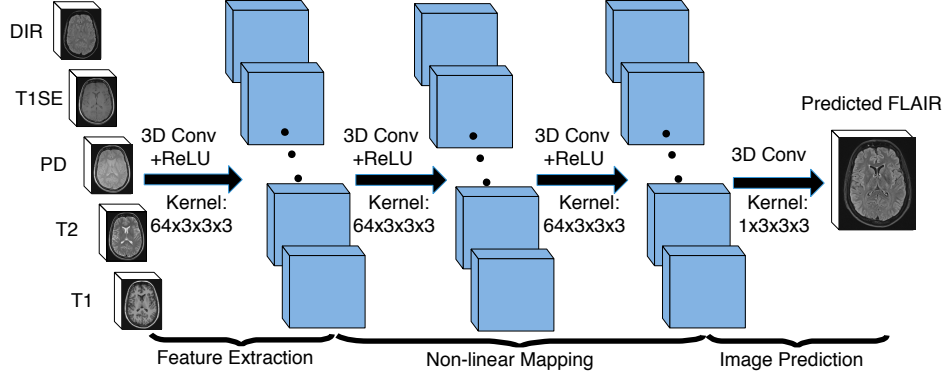 DIR
T1SE
PD
T2
T1
3D Conv
+ReLU
Kernel:
64x3x3x3
3D Conv
+ReLU
Kernel:
64x3x3x3
3D Conv
+ReLU
Kernel:
64x3x3x3
3D Conv
Kernel:
1x3x3x3
Predicted FLAIR
Feature Extraction
Non-linear Mapping
Image Prediction